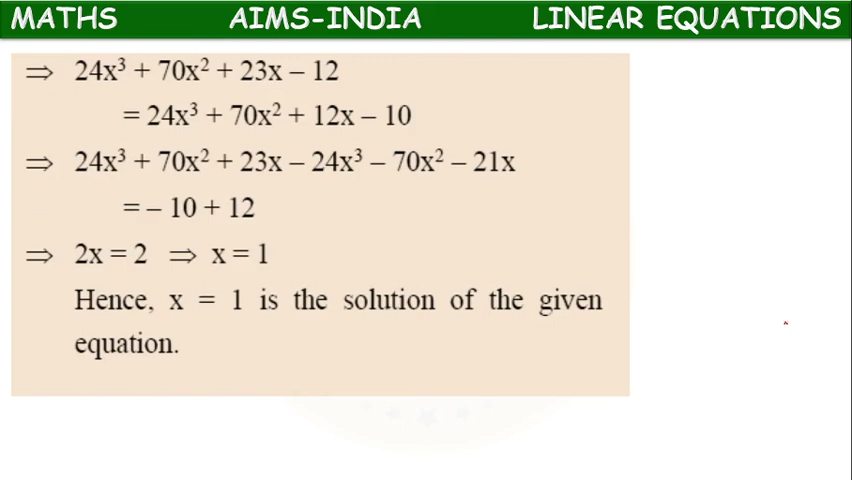 MATHS AIMS-INDIA LINEAR EQUATIONS
⇒ 24x³ + 70x² + 23x – 12
= 24x³ + 70x² + 12x – 10
⇒ 24x³ + 70x² + 23x – 24x³ – 70x² – 21x
= – 10 + 12
⇒ 2x = 2 ⇒ x = 1
Hence, x = 1 is the solution of the given
equation.